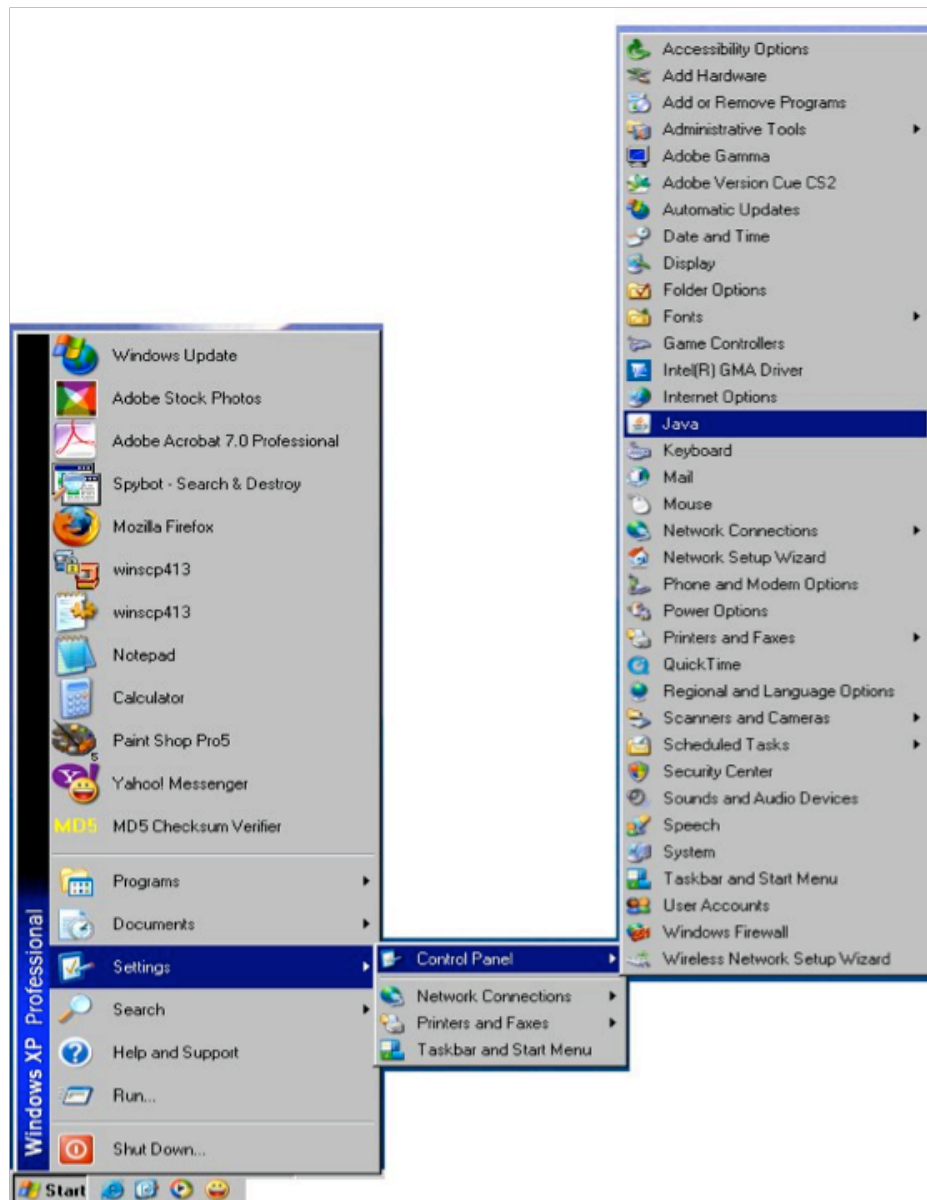 Windows Update
Adobe Stock Photos
Adobe Acrobat 7.0 Professional
Spybot - Search & Destroy
Mozilla Firefox
winscp413
winscp413
Notepad
Calculator
Paint Shop Pro5
5
Yahoo! Messenger
MD5
MD5 Checksum Verifier
Programs
Documents
Settings
Search
Help and Support
Run...
Shut Down...
Windows XP Professional
Start
Control Panel
Network Connections
Printers and Faxes
Taskbar and Start Menu
Accessibility Options
Add Hardware
Add or Remove Programs
Administrative Tools
Adobe Gamma
Adobe Version Cue CS2
Automatic Updates
Date and Time
Display
Folder Options
Fonts
Game Controllers
Intel(R) GMA Driver
Internet Options
Java
Keyboard
Mail
Mouse
Network Connections
Network Setup Wizard
Phone and Modem Options
Power Options
Printers and Faxes
QuickTime
Regional and Language Options
Scanners and Cameras
Scheduled Tasks
Security Center
Sounds and Audio Devices
Speech
System
Taskbar and Start Menu
User Accounts
Windows Firewall
Wireless Network Setup Wizard